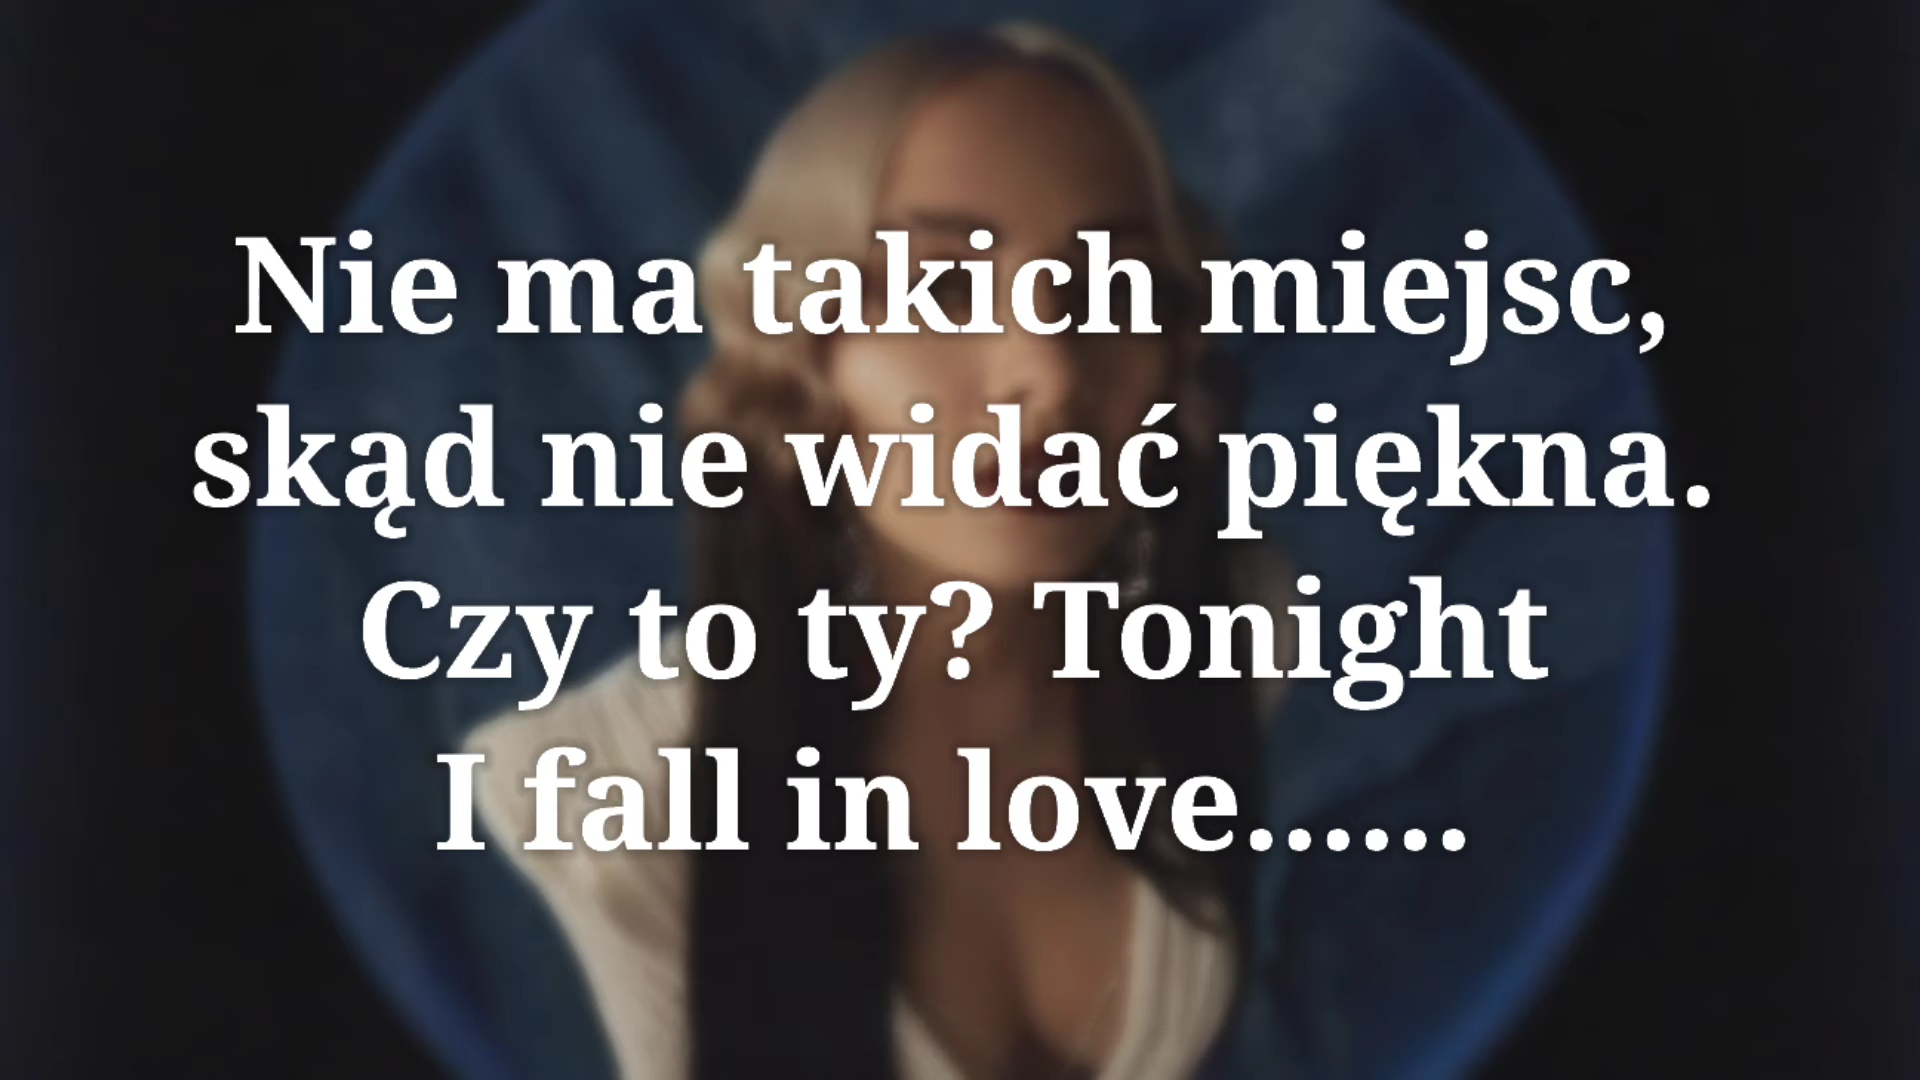 Nie ma takich miejsc,
skąd nie widać piękna.
Czy to ty? Tonight
I fall in love......